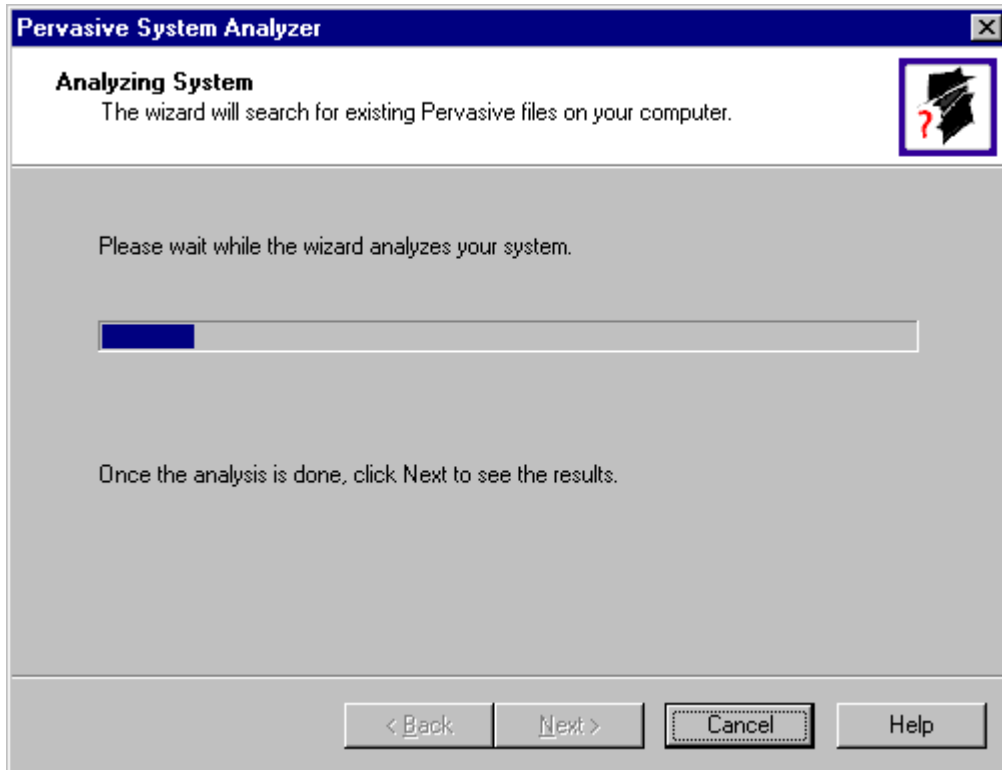 Pervasive System Analyzer
Analyzing System
The wizard will search for existing Pervasive files on your computer.
?
Please wait while the wizard analyzes your system.
Once the analysis is done, click Next to see the results.
< Back
Next >
Cancel
Help